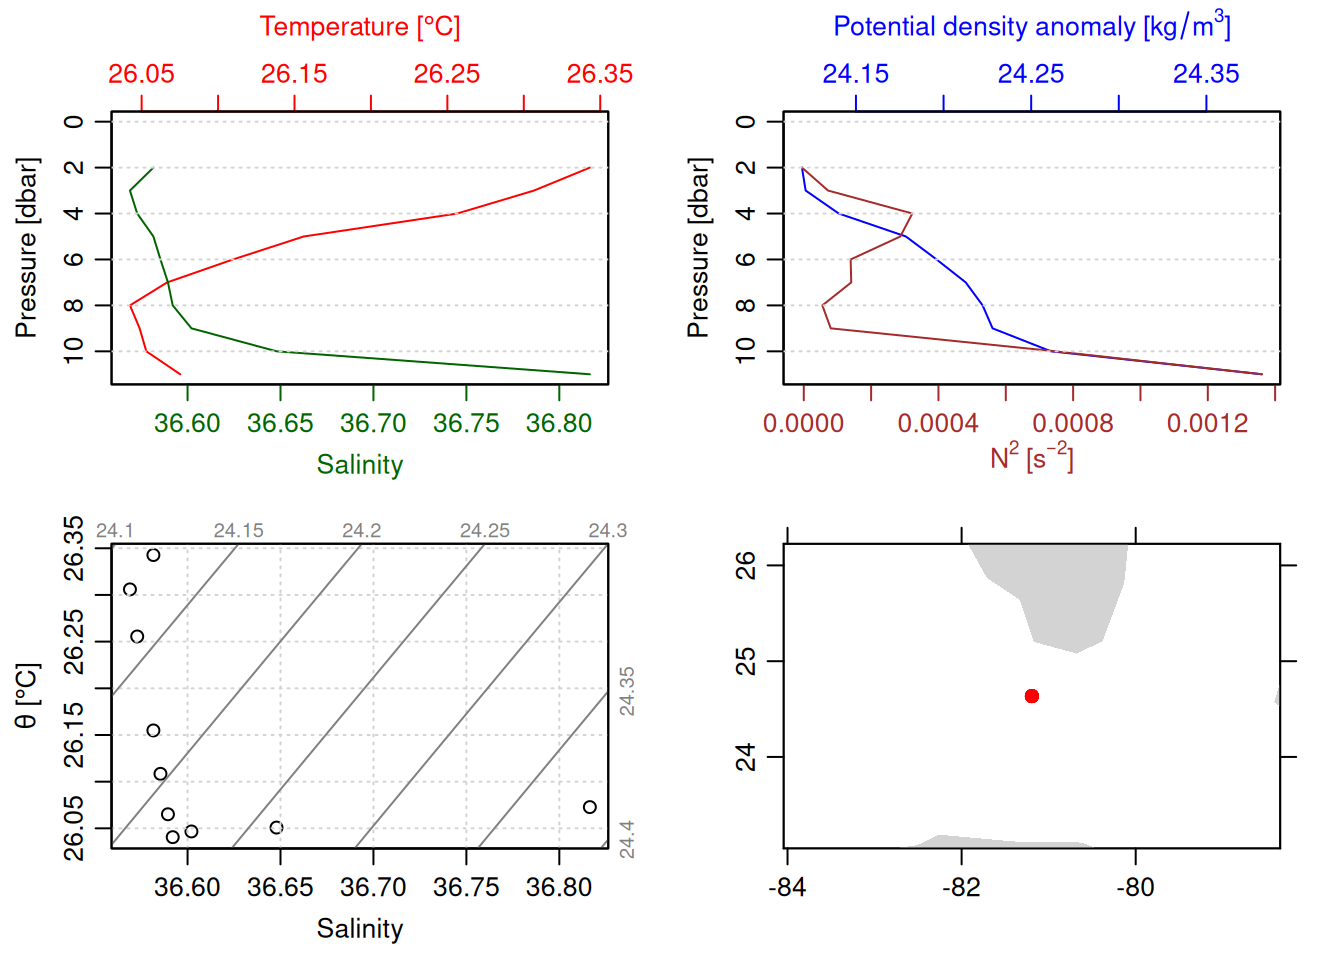 Temperature [°C]
26.05 26.15 26.25 26.35
Pressure [dbar]
0
2
4
6
8
10
36.60 36.65 36.70 36.75 36.80
Salinity
Potential density anomaly [kg/m³]
24.15 24.25 24.35
Pressure [dbar]
0
2
4
6
8
10
0.0000 0.0004 0.0008 0.0012
N² [s⁻²]
24.1 24.15 24.2 24.25 24.3
θ [°C]
26.35
26.25
26.15
26.05
24.35
24.4
36.60 36.65 36.70 36.75 36.80
Salinity
26
25
24
-84 -82 -80